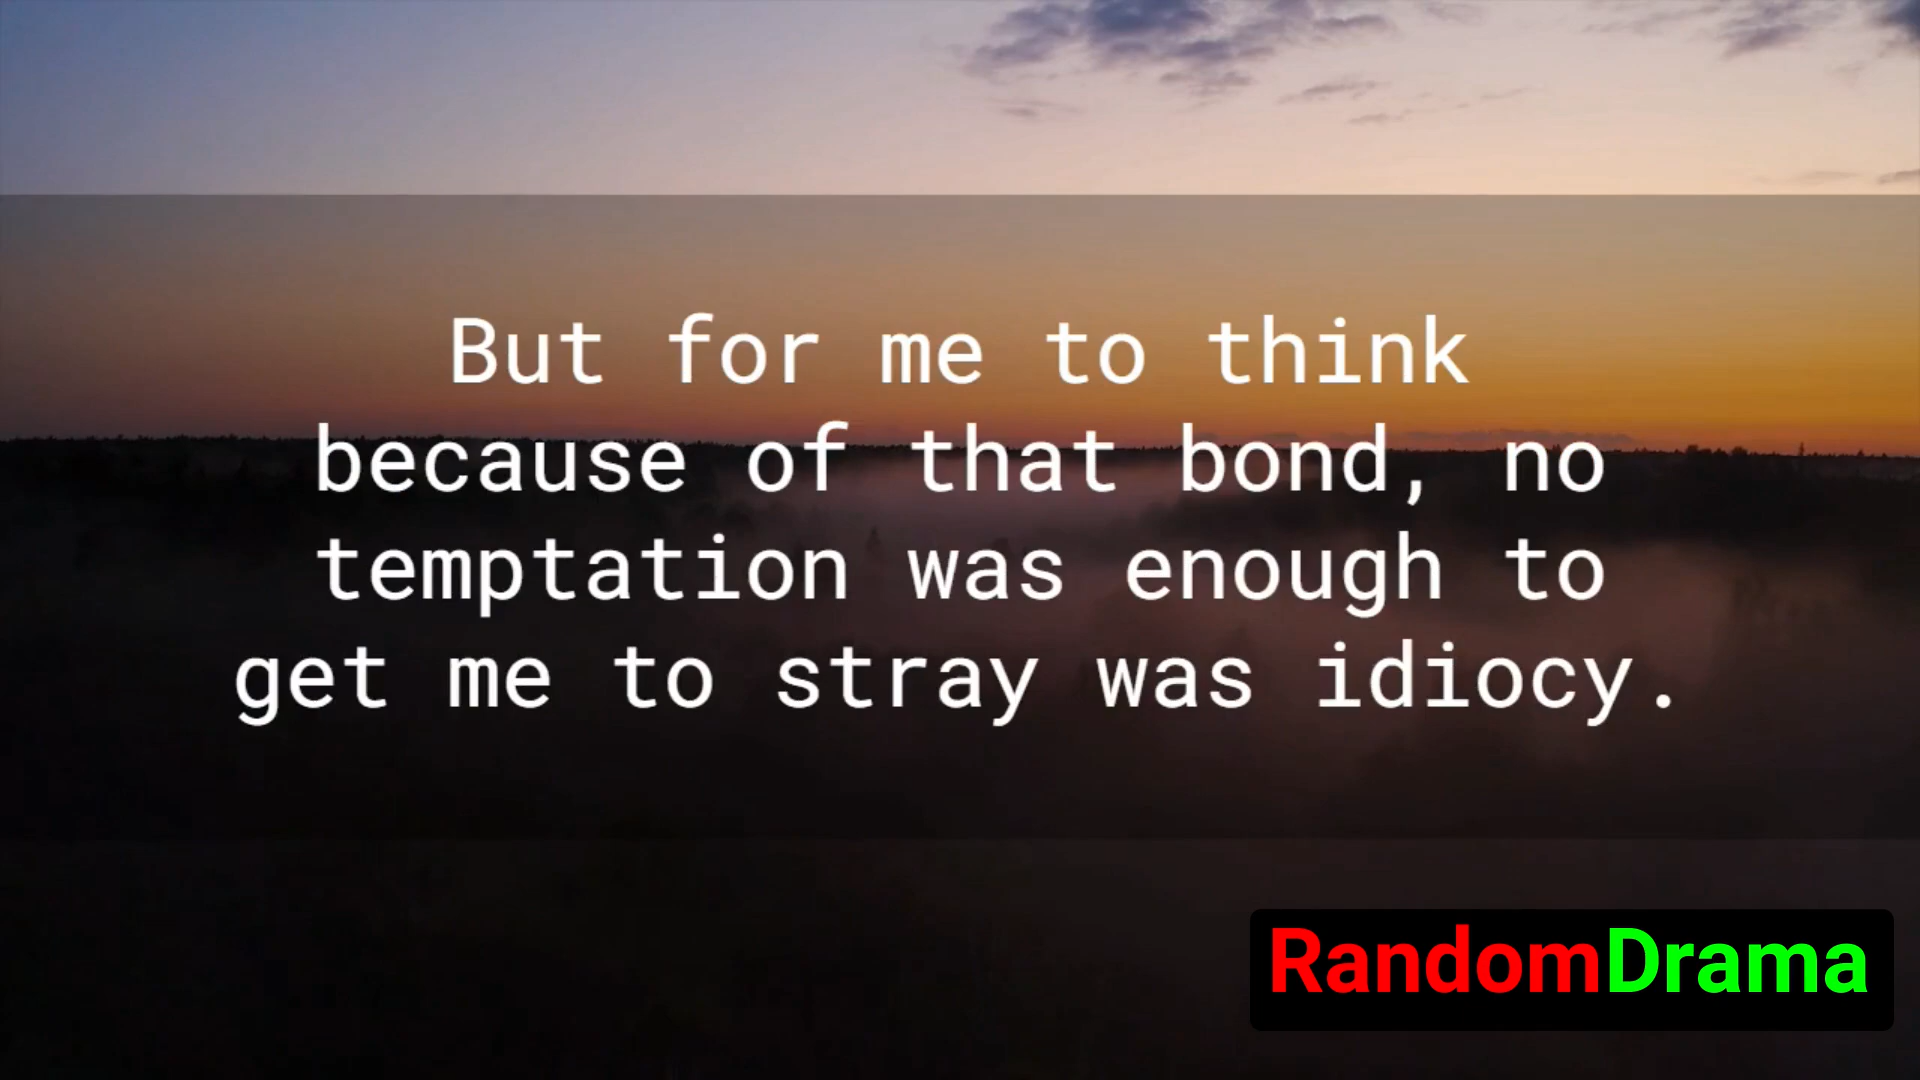 But for me to think
because of that bond, no
temptation was enough to
get me to stray was idiocy.
RandomDrama